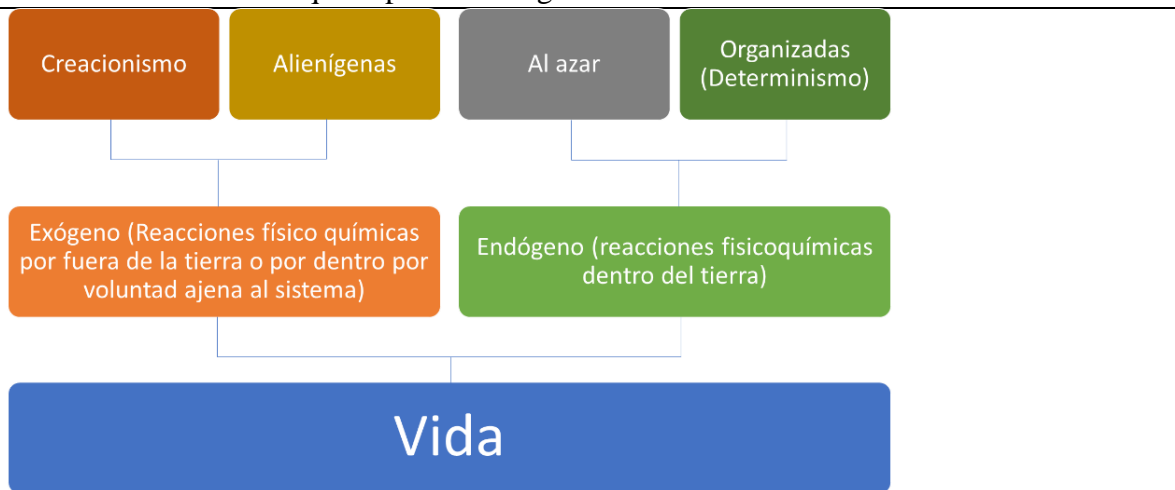 Creacionismo
Alienígenas
Al azar
Organizadas
(Determinismo)
Exógeno (Reacciones físico químicas
por fuera de la tierra o por dentro por
voluntad ajena al sistema)
Endógeno (reacciones fisicoquímicas
dentro del tierra)
Vida